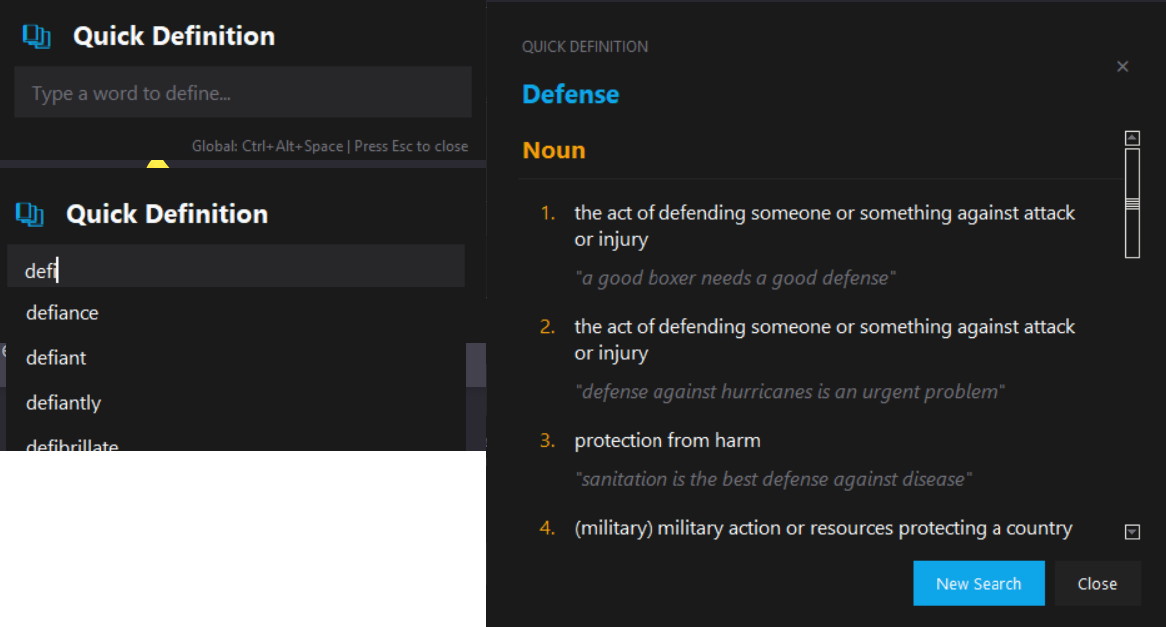 Quick Definition
Type a word to define...
Global: Ctrl+Alt+Space | Press Esc to close
Quick Definition
defi
defiance
defiant
defiantly
defibrillate
QUICK DEFINITION
Defense
Noun
1. the act of defending someone or something against attack
or injury
"a good boxer needs a good defense"
2. the act of defending someone or something against attack
or injury
"defense against hurricanes is an urgent problem"
3. protection from harm
"sanitation is the best defense against disease"
4. (military) military action or resources protecting a country
New Search
Close